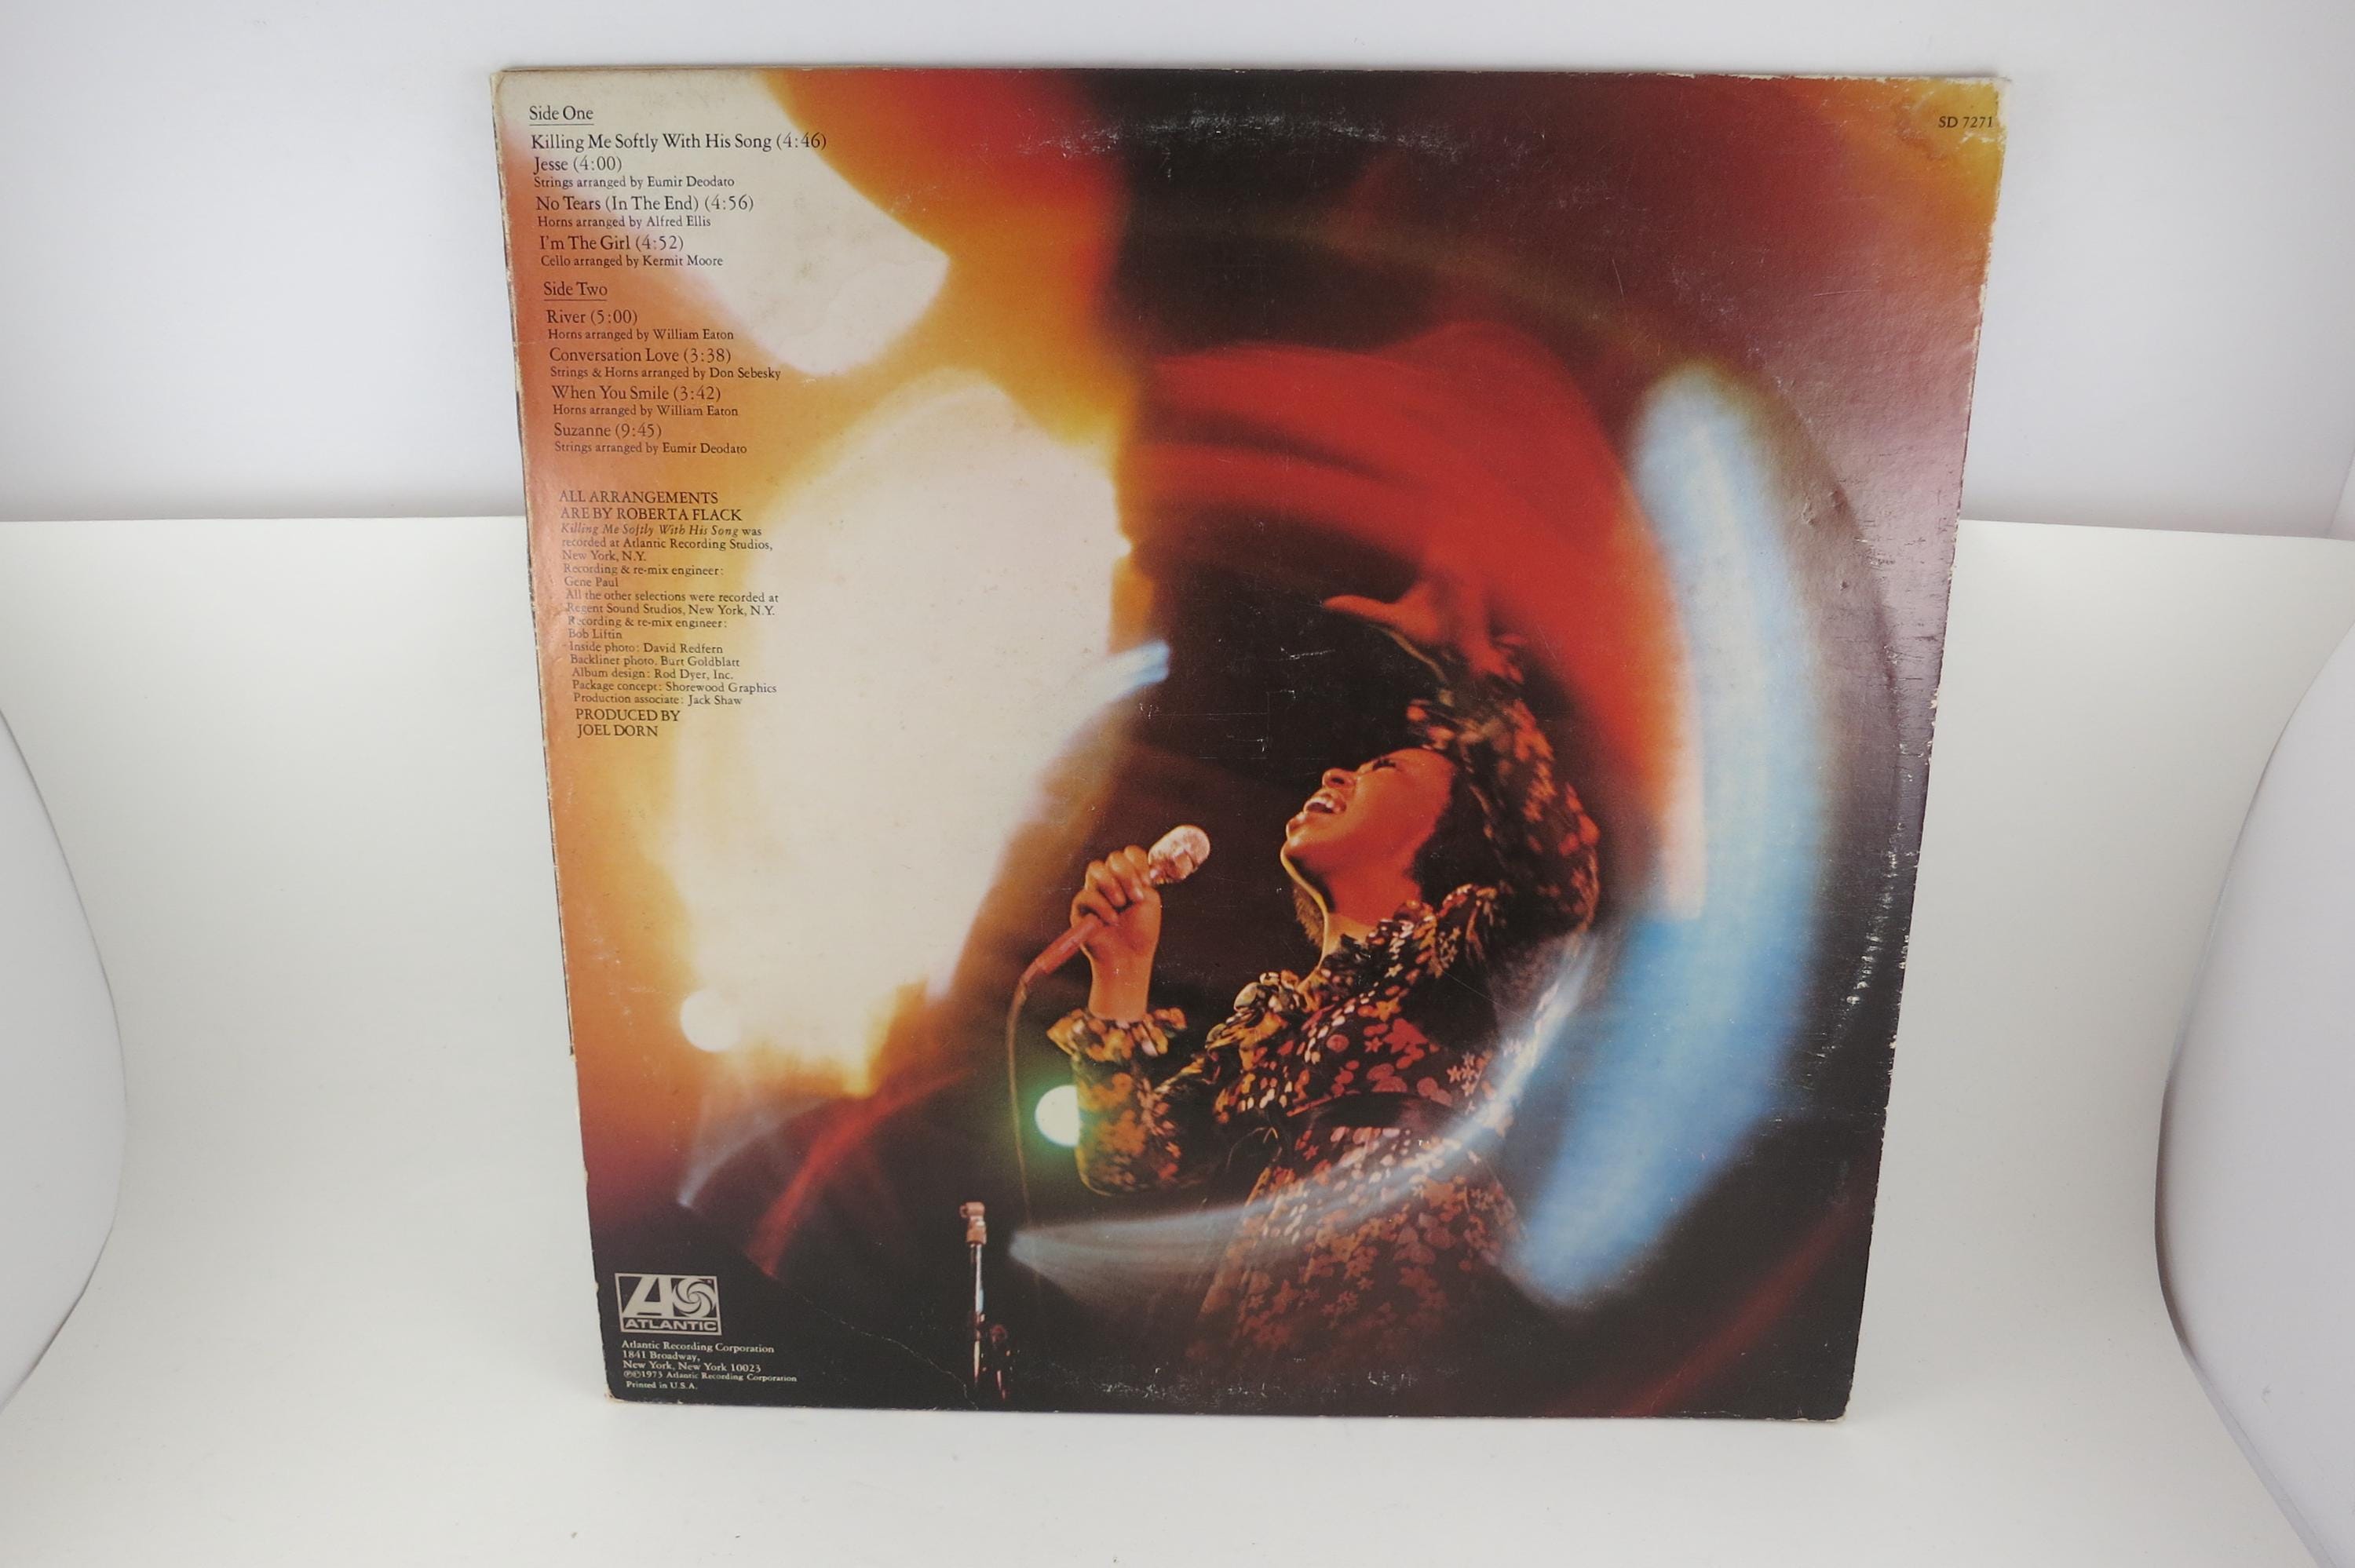 Side One
Killing Me Softly With His Song (4:46)
Jesse (4:00)
Strings arranged by Eumir Deodato
No Tears (In The End) (4:56)
Horns arranged by Alfred Ellis
I'm The Girl (4:52)
Cello arranged by Kermit Moore
Side Two
River (5:00)
Horns arranged by William Eaton
Conversation Love (3:38)
Strings & Horns arranged by Don Sebesky
When You Smile (3:42)
Horns arranged by William Eaton
Suzanne (9:45)
Strings arranged by Eumir Deodato
ALL ARRANGEMENTS
ARE BY ROBERTA FLACK
Killing Me Softly With His Song was
recorded at Atlantic Recording Studios,
New York, N.Y.
Recording & re-mix engineer:
Gene Paul
All the other selections were recorded at
Regent Sound Studios, New York, N.Y.
Recording & re-mix engineer:
Bob Liftin
Inside photo: David Redfern
Backliner photo. Burt Goldblatt
Album design: Rod Dyer, Inc.
Package concept: Shorewood Graphics
Production associate: Jack Shaw
PRODUCED BY
JOEL DORN
SD 7271
ATLANTIC
Atlantic Recording Corporation
1841 Broadway,
New York, New York 10023
℗©1973 Atlantic Recording Corporation
Printed in U.S.A.